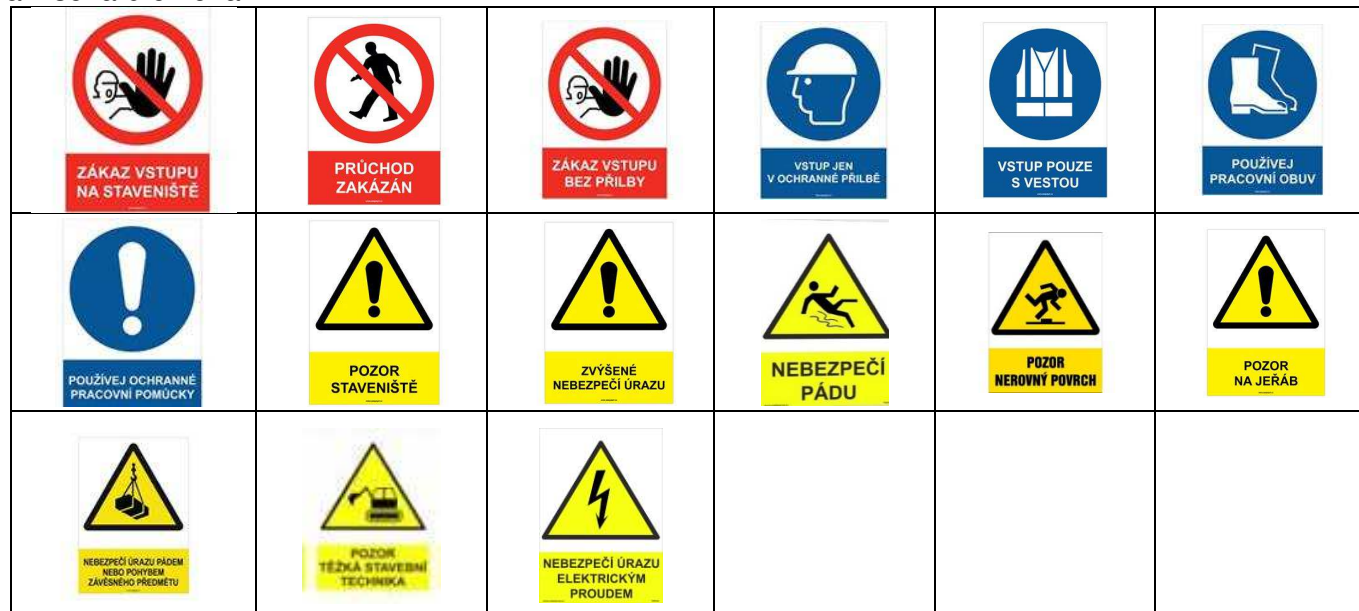 ZÁKAZ VSTUPU
NA STAVENIŠTĚ
PRŮCHOD
ZAKÁZÁN
ZÁKAZ VSTUPU
BEZ PŘILBY
VSTUP JEN
V OCHRANNÉ PŘILBĚ
VSTUP POUZE
S VESTOU
POUŽÍVEJ
PRACOVNÍ OBUV
POUŽÍVEJ OCHRANNÉ
PRACOVNÍ POMŮCKY
POZOR
STAVENIŠTĚ
ZVÝŠENÉ
NEBEZPEČÍ ÚRAZU
NEBEZPEČÍ
PÁDU
POZOR
NEROVNÝ POVRCH
POZOR
NA JEŘÁB
NEBEZPEČÍ ÚRAZU PÁDEM
NEBO POHYBEM
ZÁVĚSNÉHO PŘEDMĚTU
POZOR
TĚŽKÁ STAVEBNÍ
TECHNIKA
NEBEZPEČÍ ÚRAZU
ELEKTRICKÝM
PROUDEM